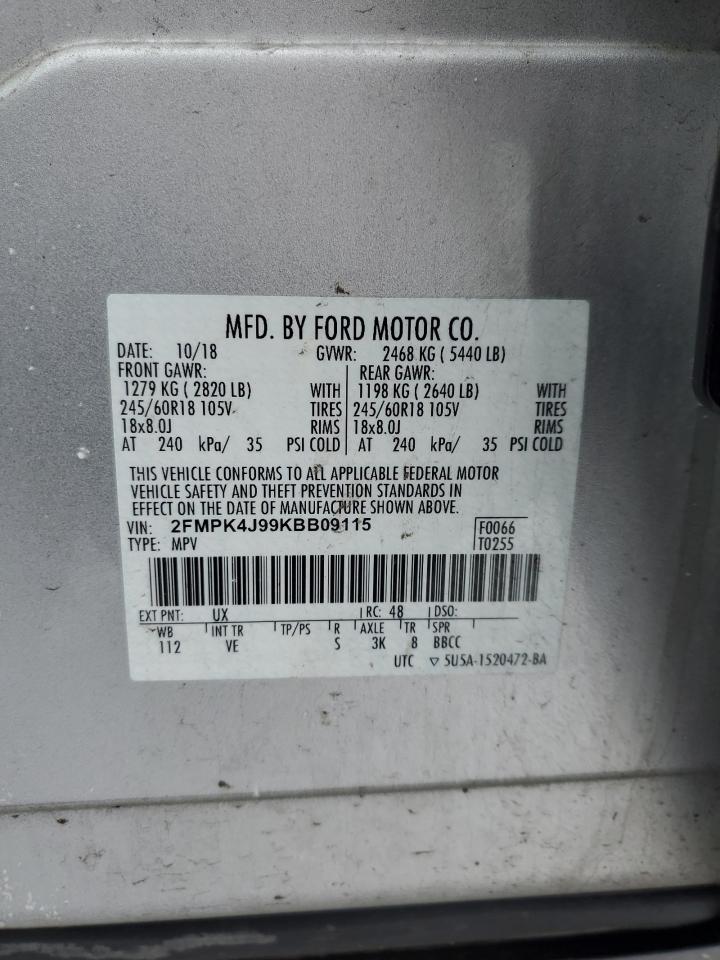 MFD. BY FORD MOTOR CO.
DATE: 10/18 GVWR: 2468 KG ( 5440 LB)
FRONT GAWR: REAR GAWR:
1279 KG ( 2820 LB) WITH 1198 KG ( 2640 LB) WITH
245/60R18 105V TIRES 245/60R18 105V TIRES
18x8.0J RIMS 18x8.0J RIMS
AT 240 kPa/ 35 PSI COLD AT 240 kPa/ 35 PSI COLD
THIS VEHICLE CONFORMS TO ALL APPLICABLE FEDERAL MOTOR
VEHICLE SAFETY AND THEFT PREVENTION STANDARDS IN
EFFECT ON THE DATE OF MANUFACTURE SHOWN ABOVE.
VIN: 2FMPK4J99KBB09115 F0066
TYPE: MPV T0255
EXT PNT: UX RC: 48 DSO:
WB INT TR TP/PS R AXLE TR SPR
112 VE S 3K 8 BBCC
UTC ▽ 5U5A-1520472-BA